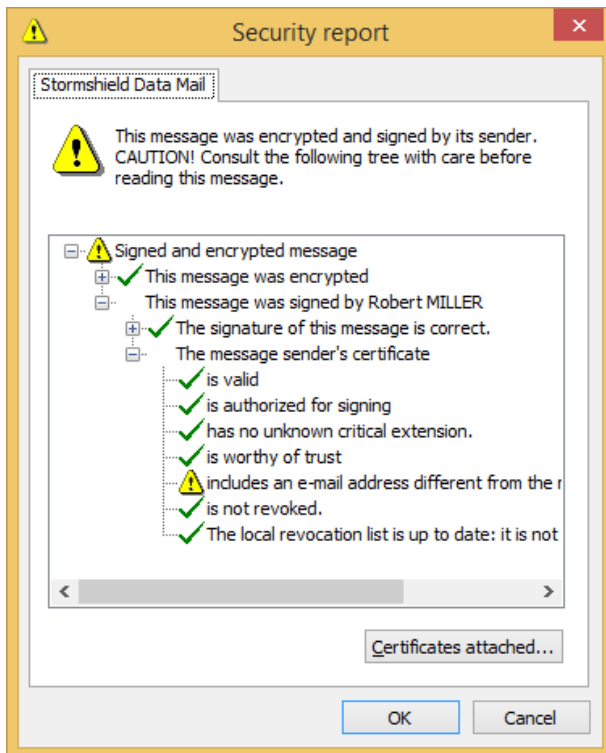 Security report
Stormshield Data Mail
This message was encrypted and signed by its sender.
CAUTION! Consult the following tree with care before
reading this message.
Signed and encrypted message
This message was encrypted
This message was signed by Robert MILLER
The signature of this message is correct.
The message sender's certificate
is valid
is authorized for signing
has no unknown critical extension.
is worthy of trust
includes an e-mail address different from the
is not revoked.
The local revocation list is up to date: it is not
Certificates attached...
OK Cancel